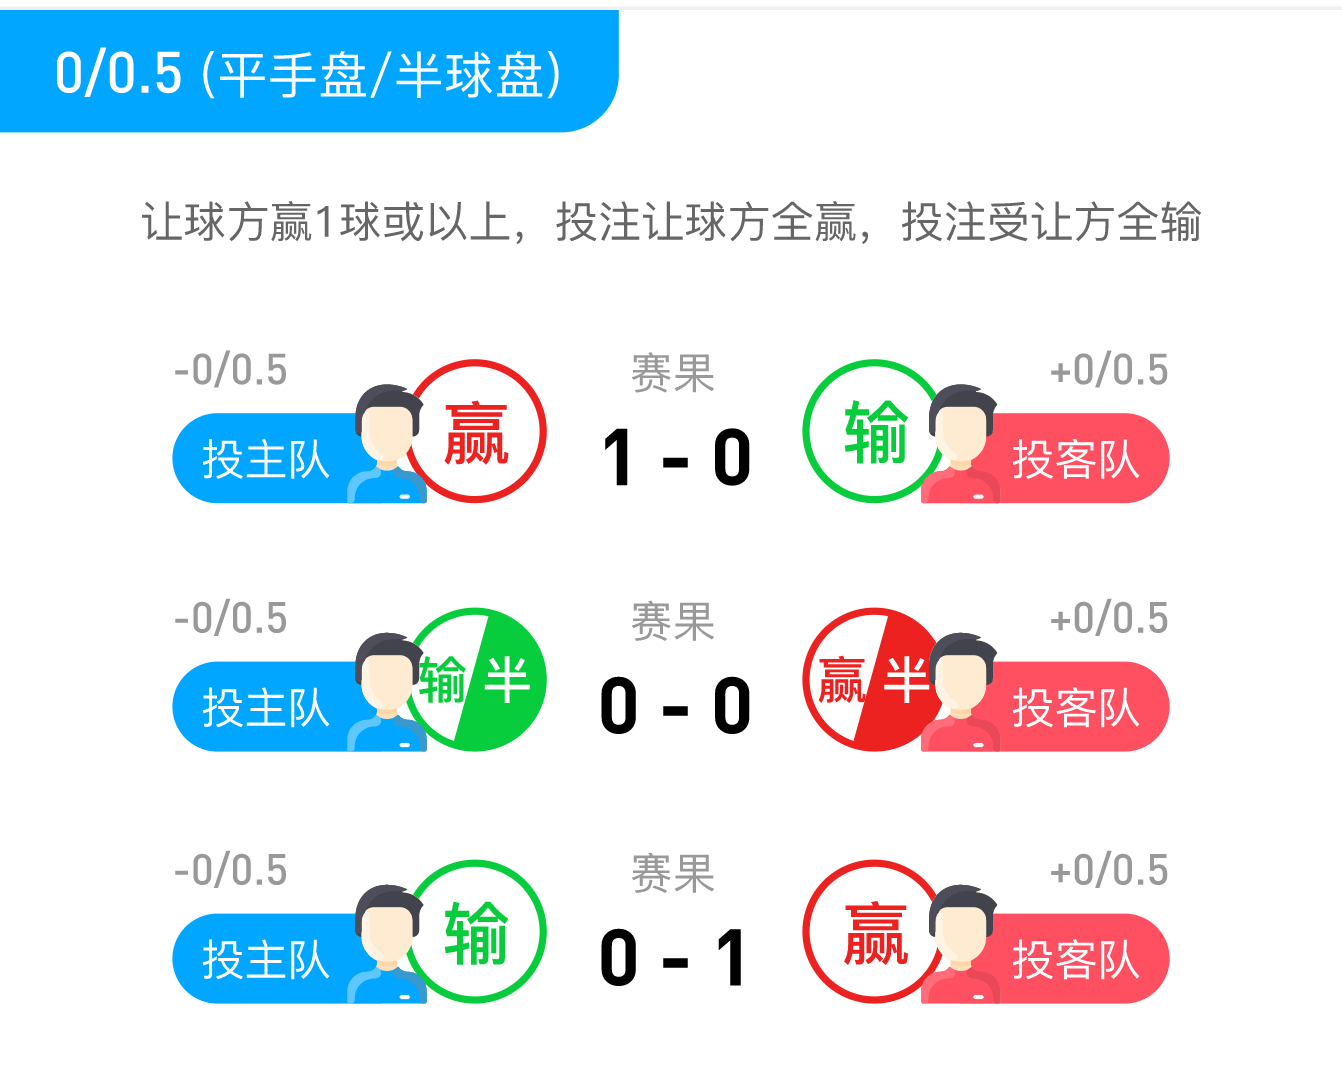 0/0.5 (平手盘/半球盘)
让球方赢1球或以上，投注让球方全赢，投注受让方全输
-0/0.5 赛果 +0/0.5
投主队 赢 1 - 0 输 投客队
-0/0.5 赛果 +0/0.5
投主队 输 半 0 - 0 赢 半 投客队
-0/0.5 赛果 +0/0.5
投主队 输 0 - 1 赢 投客队